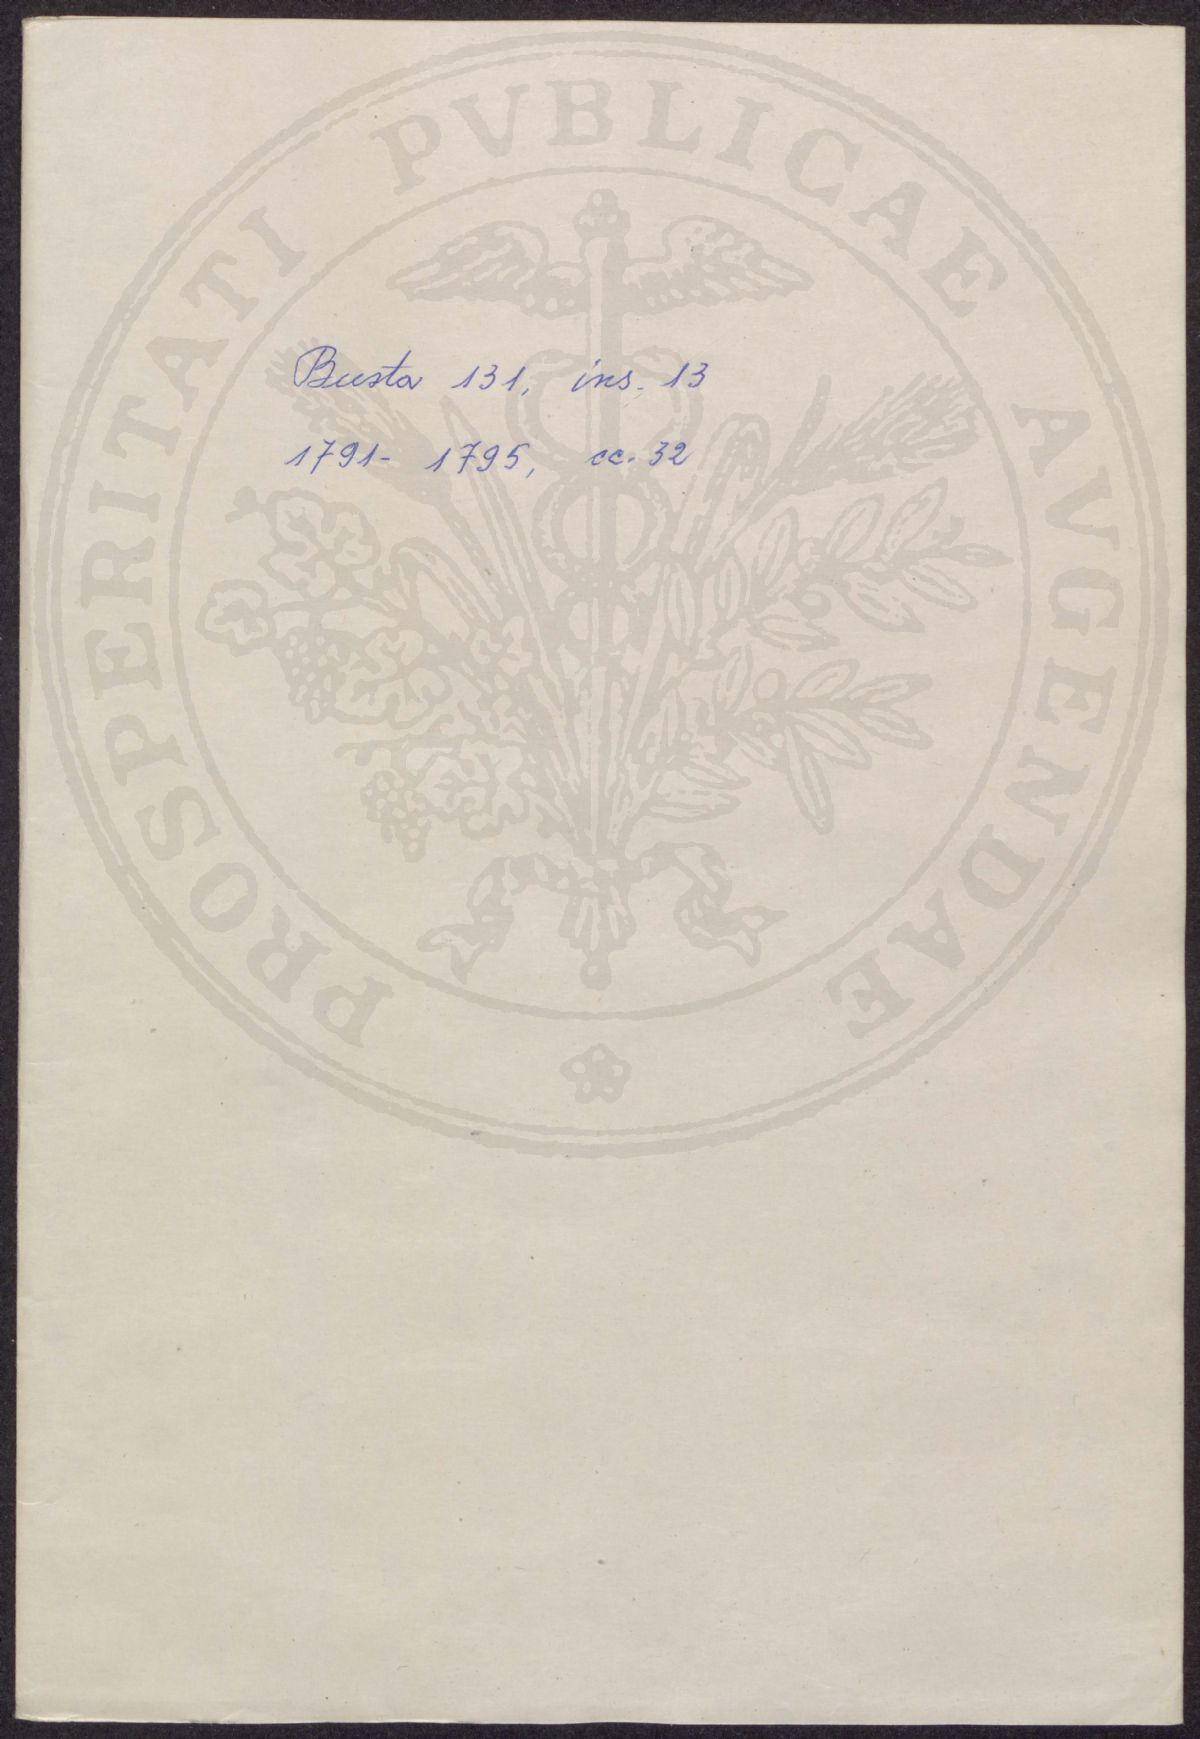 Busta 131, ins. 13
1791- 1795, cc. 32
PROSPERITATI PVBLICAE AVGENDAE